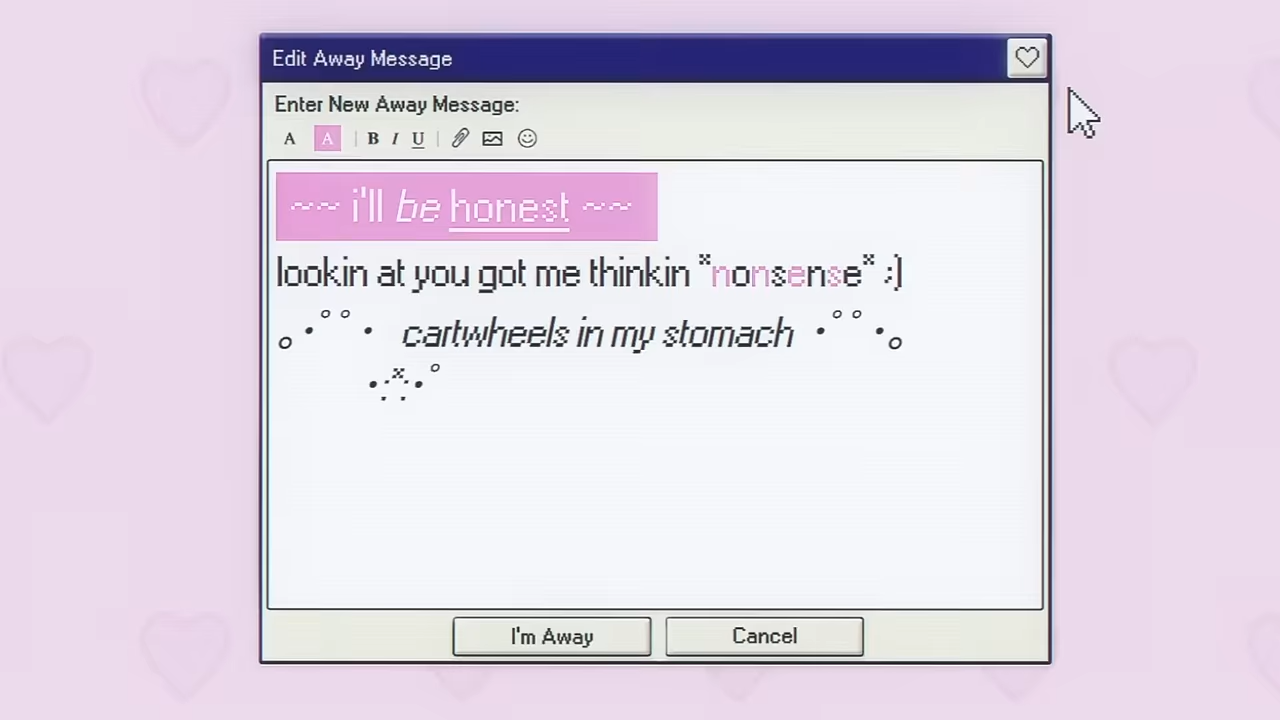 Edit Away Message
Enter New Away Message:
A A B I U
~~ i'll be honest ~~
lookin at you got me thinkin *nonsense* :)
cartwheels in my stomach
I'm Away Cancel